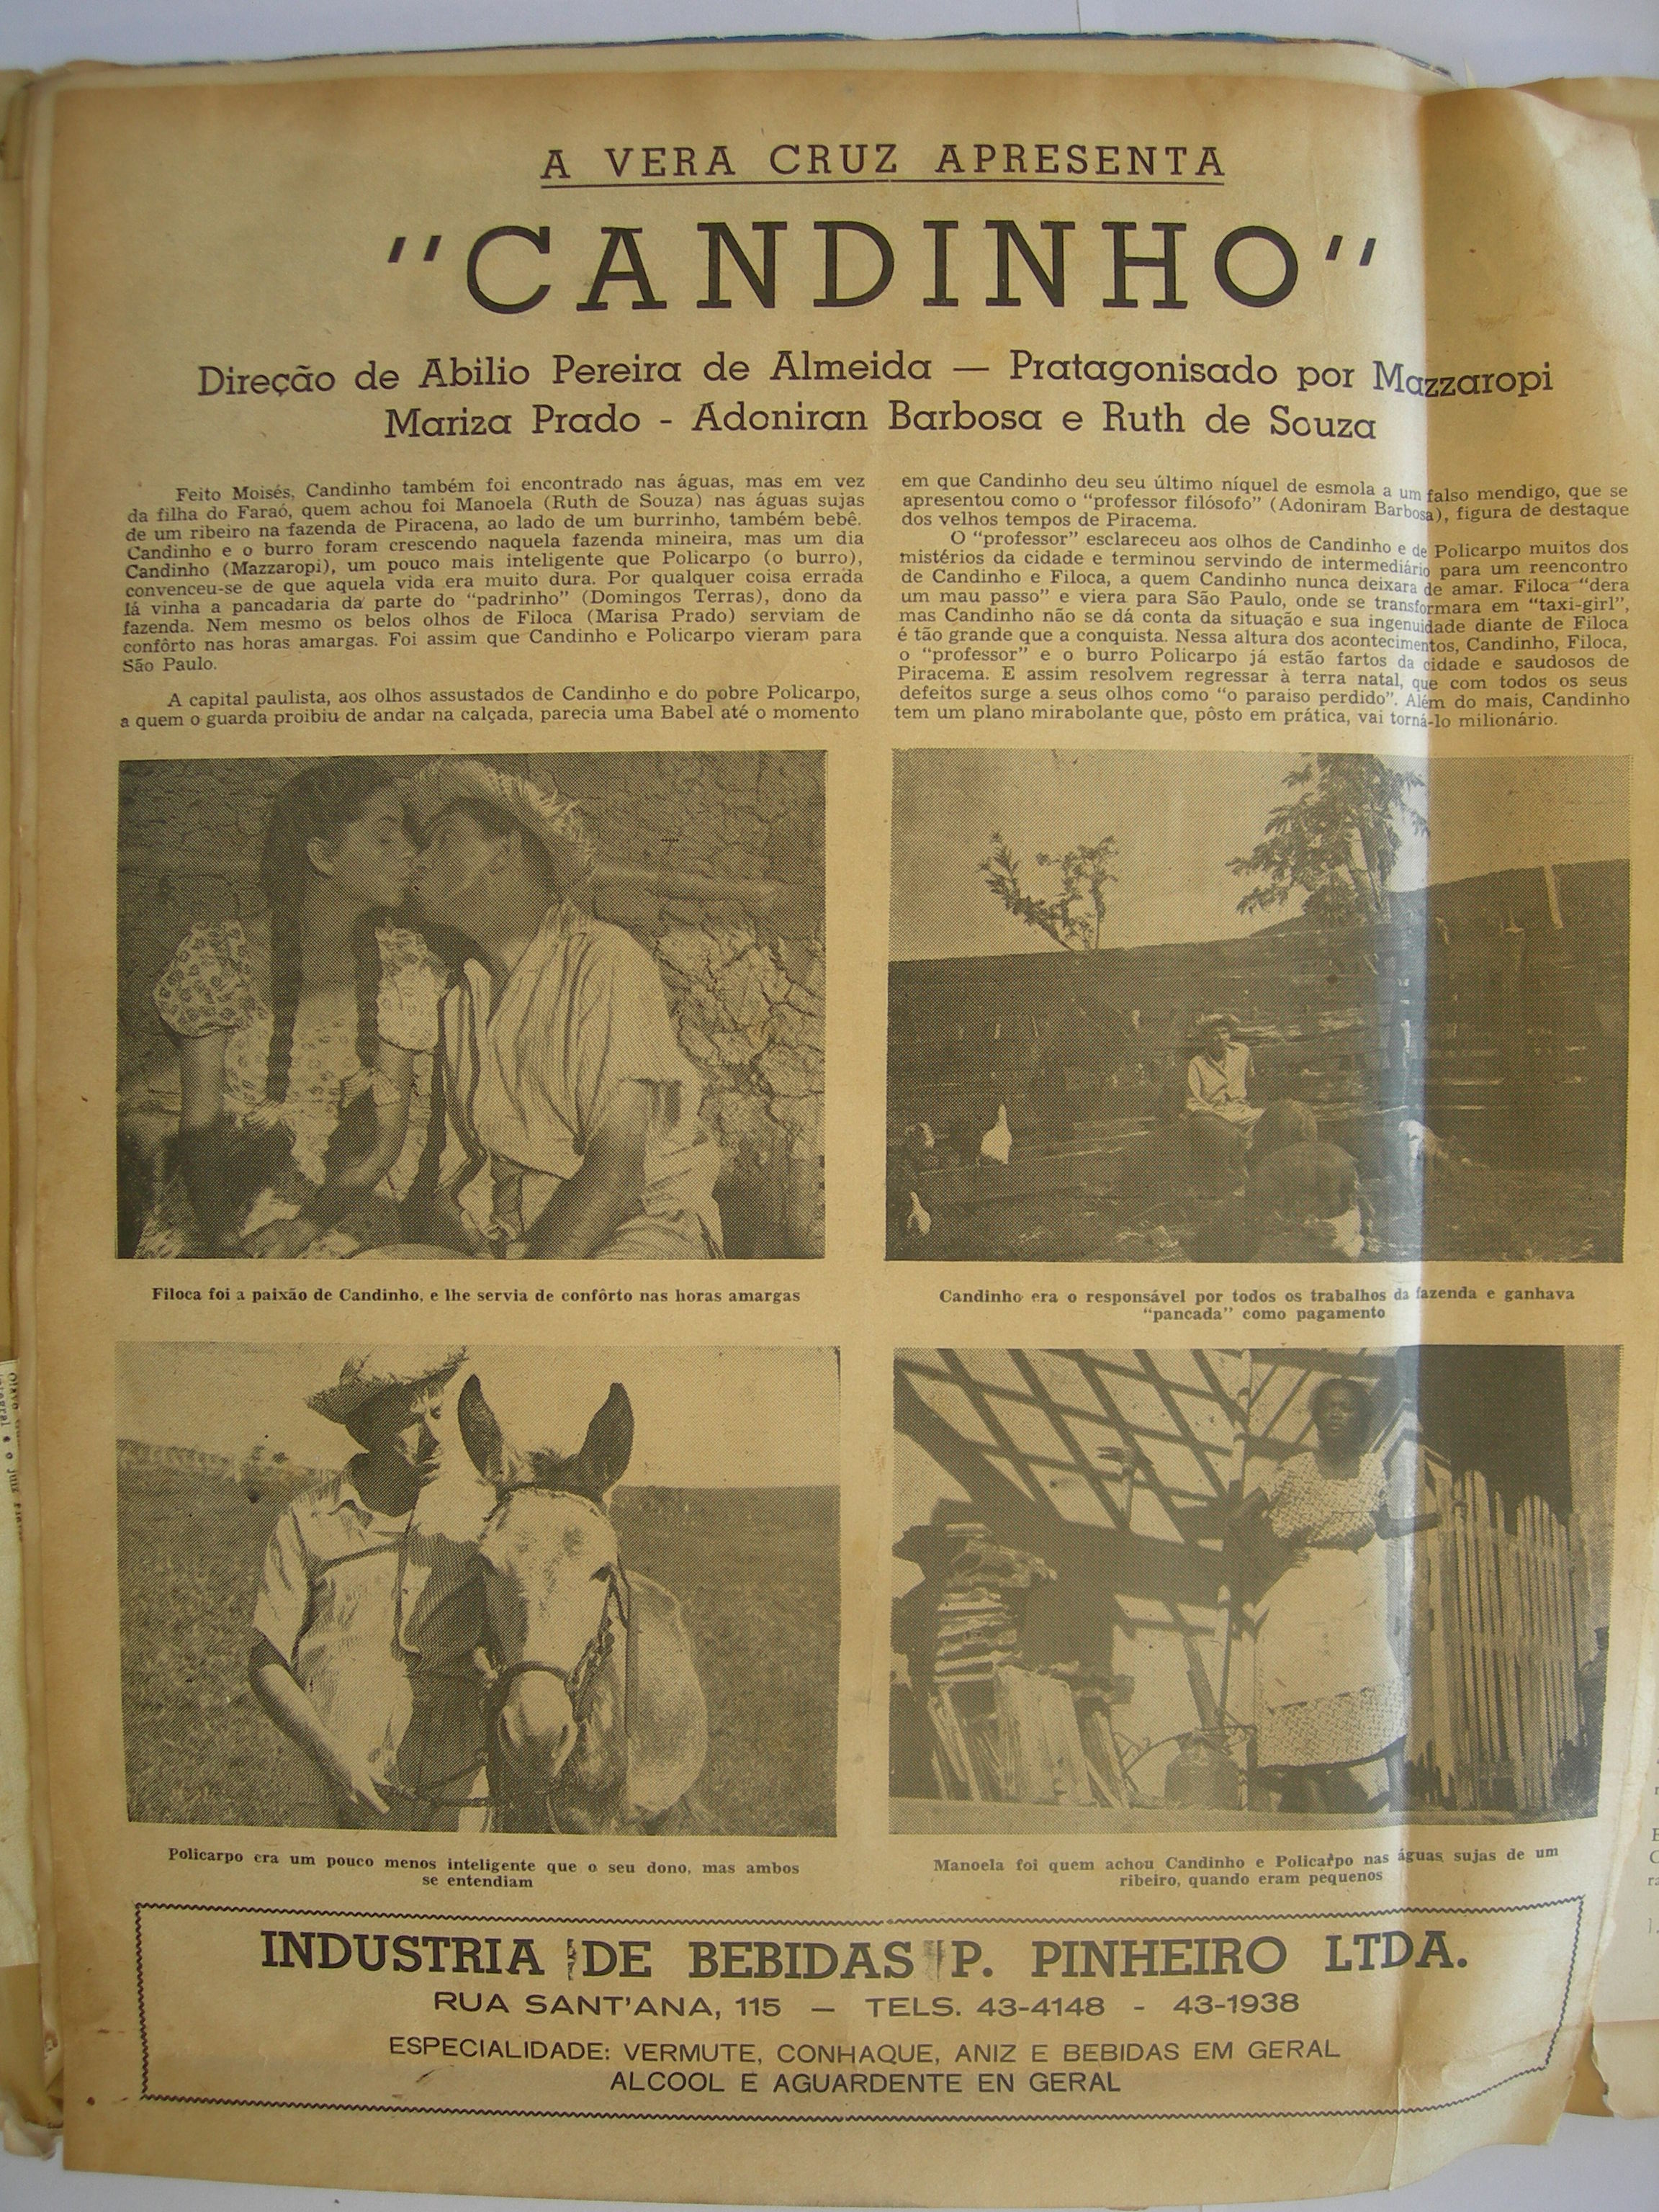 A VERA CRUZ APRESENTA
"CANDINHO"
Direção de Abilio Pereira de Almeida — Pratagonisado por Mazzaropi
Mariza Prado - Adoniran Barbosa e Ruth de Souza
Feito Moisés, Candinho também foi encontrado nas águas, mas em vez
da filha do Faraó, quem achou foi Manoela (Ruth de Souza) nas águas sujas
de um ribeiro na fazenda de Piracena, ao lado de um burrinho, também bebê.
Candinho e o burro foram crescendo naquela fazenda mineira, mas um dia
Candinho (Mazzaropi), um pouco mais inteligente que Policarpo (o burro),
convenceu-se de que aquela vida era muito dura. Por qualquer coisa errada
lá vinha a pancadaria da parte do "padrinho" (Domingos Terras), dono da
fazenda. Nem mesmo os belos olhos de Filoca (Marisa Prado) serviam de
confôrto nas horas amargas. Foi assim que Candinho e Policarpo vieram para
São Paulo.
A capital paulista, aos olhos assustados de Candinho e do pobre Policarpo,
a quem o guarda proibiu de andar na calçada, parecia uma Babel até o momento
em que Candinho deu seu último níquel de esmola a um falso mendigo, que se
apresentou como o "professor filósofo" (Adoniram Barbosa), figura de destaque
dos velhos tempos de Piracema.
O "professor" esclareceu aos olhos de Candinho e de Policarpo muitos dos
mistérios da cidade e terminou servindo de intermediário para um reencontro
de Candinho e Filoca, a quem Candinho nunca deixara de amar. Filoca "dera
um mau passo" e viera para São Paulo, onde se transformara em "taxi-girl",
mas Candinho não se dá conta da situação e sua ingenuidade diante de Filoca
é tão grande que a conquista. Nessa altura dos acontecimentos, Candinho, Filoca,
o "professor" e o burro Policarpo já estão fartos da cidade e saudosos de
Piracema. E assim resolvem regressar à terra natal, que com todos os seus
defeitos surge a seus olhos como "o paraiso perdido". Além do mais, Candinho
tem um plano mirabolante que, pôsto em prática, vai torná-lo milionário.
Filoca foi a paixão de Candinho, e lhe servia de confôrto nas horas amargas
Candinho era o responsável por todos os trabalhos da fazenda e ganhava
"pancada" como pagamento
Policarpo era um pouco menos inteligente que o seu dono, mas ambos
se entendiam
Manoela foi quem achou Candinho e Policarpo nas águas sujas de um
ribeiro, quando eram pequenos
INDUSTRIA DE BEBIDAS P. PINHEIRO LTDA.
RUA SANT'ANA, 115 — TELS. 43-4148 - 43-1938
ESPECIALIDADE: VERMUTE, CONHAQUE, ANIZ E BEBIDAS EM GERAL
ALCOOL E AGUARDENTE EN GERAL